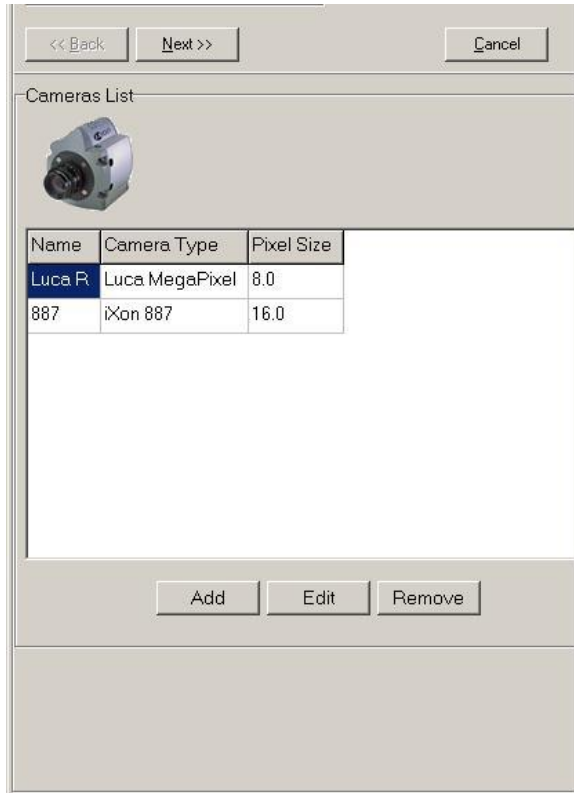 << Back Next >> Cancel
Cameras List
Name Camera Type Pixel Size
Luca R Luca MegaPixel 8.0
887 iXon 887 16.0
Add Edit Remove